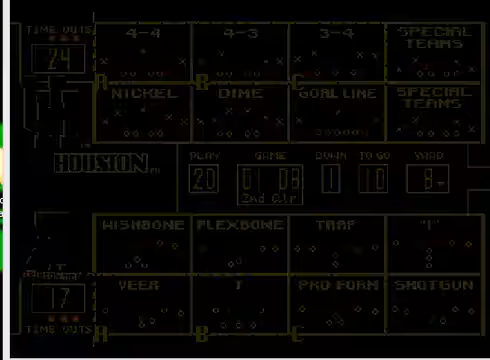 TIME OUTS
24
4-4 4-3 3-4 SPECIAL TEAMS
A B C
NICKEL DIME GOAL LINE SPECIAL TEAMS
HOUSTON
PLAY GAME DOWN TO GO YARD
20 01 08 1 10 8
2nd Qtr
WISHBONE FLEXBONE TRAP "I"
VEER T PRO FORM SHOTGUN
17
A B C
TIME OUTS